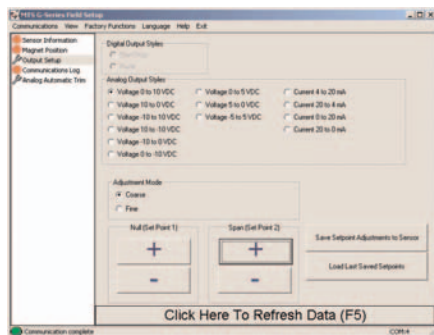 MTS G-Series Field Setup
Communications View Factory Functions Language Help Exit
Sensor Information
Magnet Position
Output Setup
Communications Log
Analog Automatic Trim
Digital Output Styles
Analog Output Styles
Voltage 0 to 10 VDC
Voltage 10 to 0 VDC
Voltage -10 to 10 VDC
Voltage 10 to -10 VDC
Voltage -10 to 0 VDC
Voltage 0 to -10 VDC
Voltage 0 to 5 VDC
Voltage 5 to 0 VDC
Voltage -5 to 5 VDC
Current 4 to 20 mA
Current 20 to 4 mA
Current 0 to 20 mA
Current 20 to 0 mA
Adjustment Mode
Coarse
Fine
Null (Set Point 1)
+
-
Span (Set Point 2)
+
-
Save Setpoint Adjustments to Sensor
Load Last Saved Setpoints
Click Here To Refresh Data (F5)
Communication complete
COM:4